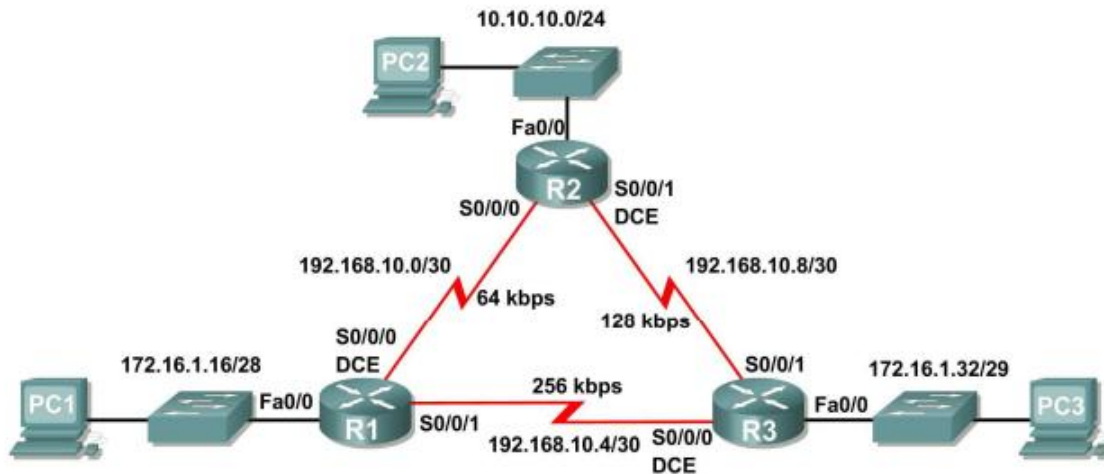 10.10.10.0/24
PC2
Fa0/0
R2
S0/0/1
DCE
S0/0/0
192.168.10.0/30
192.168.10.8/30
64 kbps
128 kbps
S0/0/0
DCE
S0/0/1
172.16.1.16/28
256 kbps
172.16.1.32/29
PC1
Fa0/0
R1
S0/0/1
192.168.10.4/30
S0/0/0
DCE
R3
Fa0/0
PC3